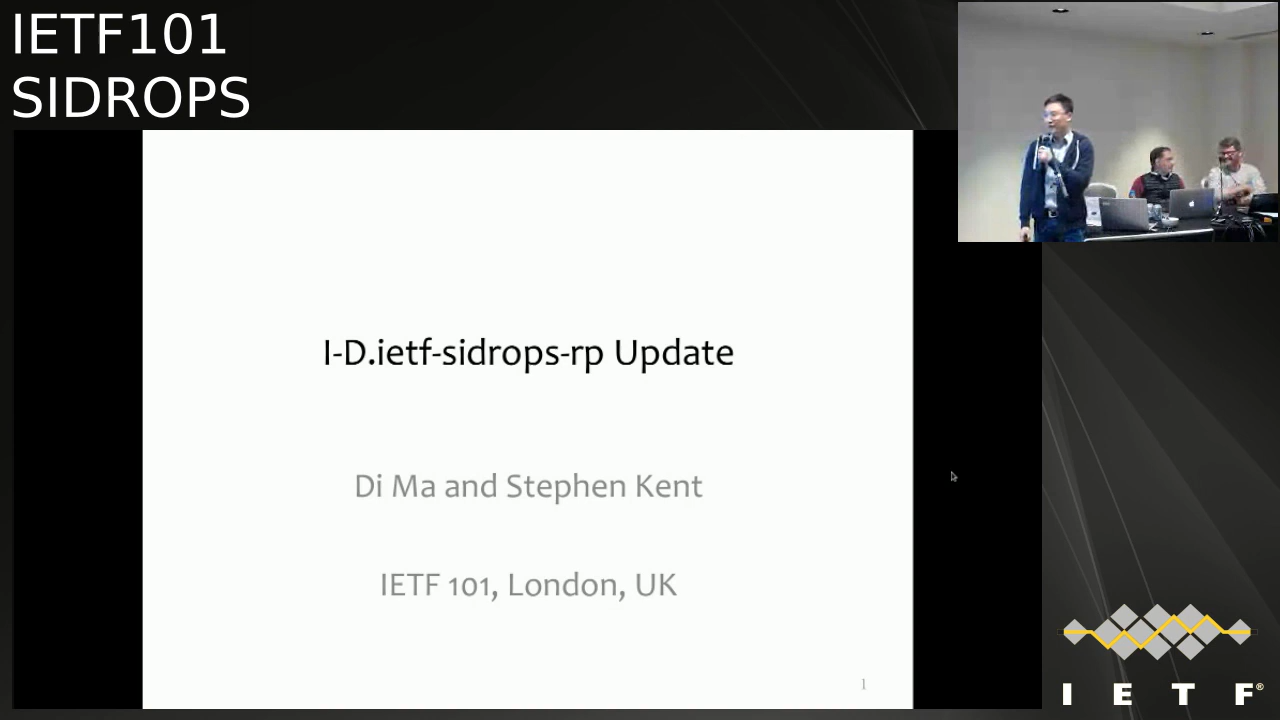 IETF101
SIDROPS
I-D.ietf-sidrops-rp Update
Di Ma and Stephen Kent
IETF 101, London, UK
1
I E T F®